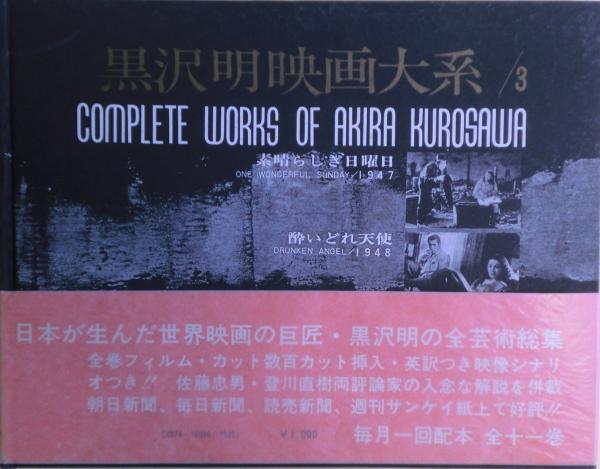 黒沢明映画大系/3
COMPLETE WORKS OF AKIRA KUROSAWA
素晴らしき日曜日
ONE WONDERFUL SUNDAY/1947
酔いどれ天使
DRUNKEN ANGEL/1948
日本が生んだ世界映画の巨匠・黒沢明の全芸術総集
全巻フィルム・カット数百カット挿入・英訳つき映像シナリ
オつき!! 佐藤忠男・登川直樹両評論家の入念な解説を併載
朝日新聞、毎日新聞、読売新聞、週刊サンケイ紙上で好評!!
¥1,000 毎月一回配本 全十一巻